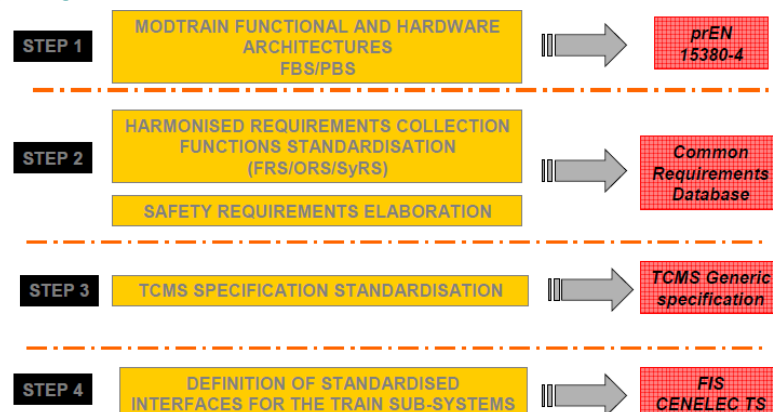 STEP 1
MODTRAIN FUNCTIONAL AND HARDWARE
ARCHITECTURES
FBS/PBS
prEN
15380-4
STEP 2
HARMONISED REQUIREMENTS COLLECTION
FUNCTIONS STANDARDISATION
(FRS/ORS/SyRS)
SAFETY REQUIREMENTS ELABORATION
Common
Requirements
Database
STEP 3
TCMS SPECIFICATION STANDARDISATION
TCMS Generic
specification
STEP 4
DEFINITION OF STANDARDISED
INTERFACES FOR THE TRAIN SUB-SYSTEMS
FIS
CENELEC TS